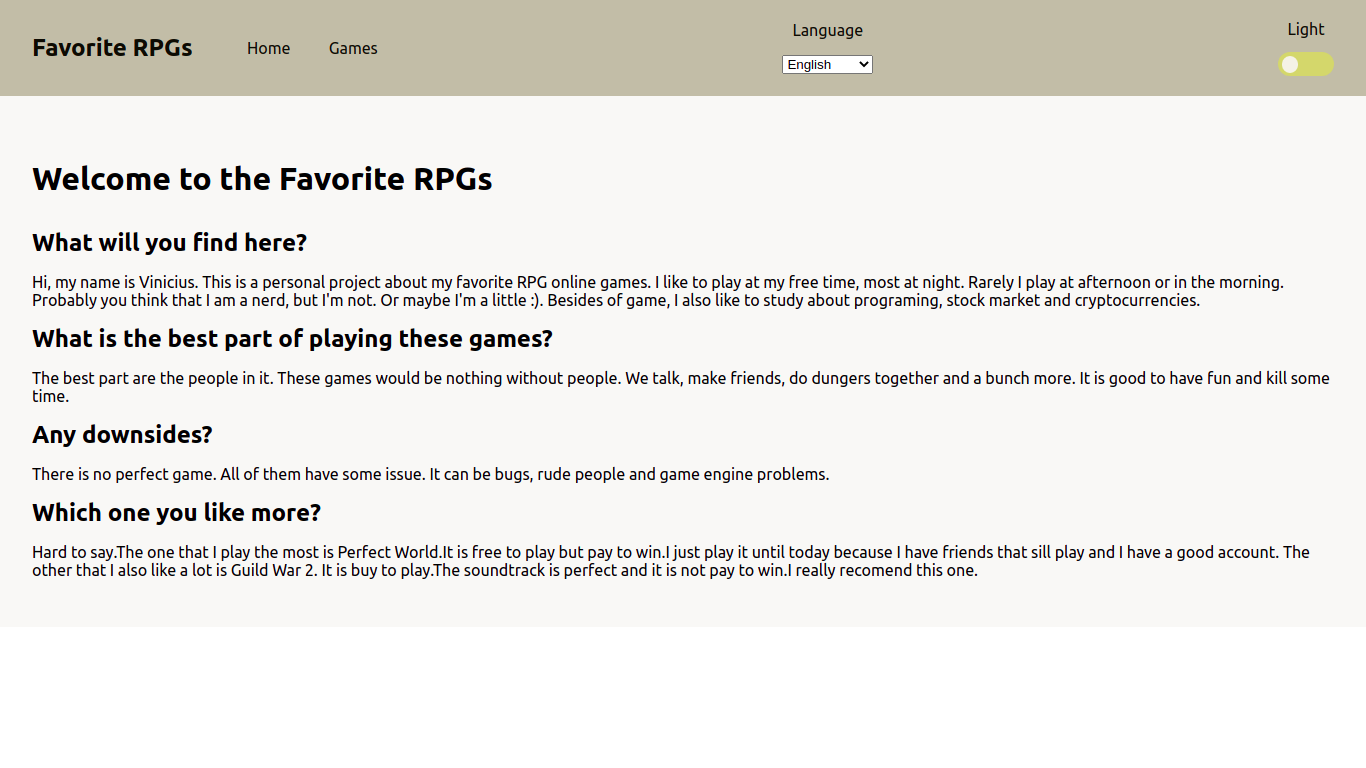 Favorite RPGs
Home
Games
Language
English
Light
Welcome to the Favorite RPGs
What will you find here?
Hi, my name is Vinicius. This is a personal project about my favorite RPG online games. I like to play at my free time, most at night. Rarely I play at afternoon or in the morning.
Probably you think that I am a nerd, but I'm not. Or maybe I'm a little :). Besides of game, I also like to study about programing, stock market and cryptocurrencies.
What is the best part of playing these games?
The best part are the people in it. These games would be nothing without people. We talk, make friends, do dungers together and a bunch more. It is good to have fun and kill some
time.
Any downsides?
There is no perfect game. All of them have some issue. It can be bugs, rude people and game engine problems.
Which one you like more?
Hard to say.The one that I play the most is Perfect World.It is free to play but pay to win.I just play it until today because I have friends that sill play and I have a good account. The
other that I also like a lot is Guild War 2. It is buy to play.The soundtrack is perfect and it is not pay to win.I really recomend this one.